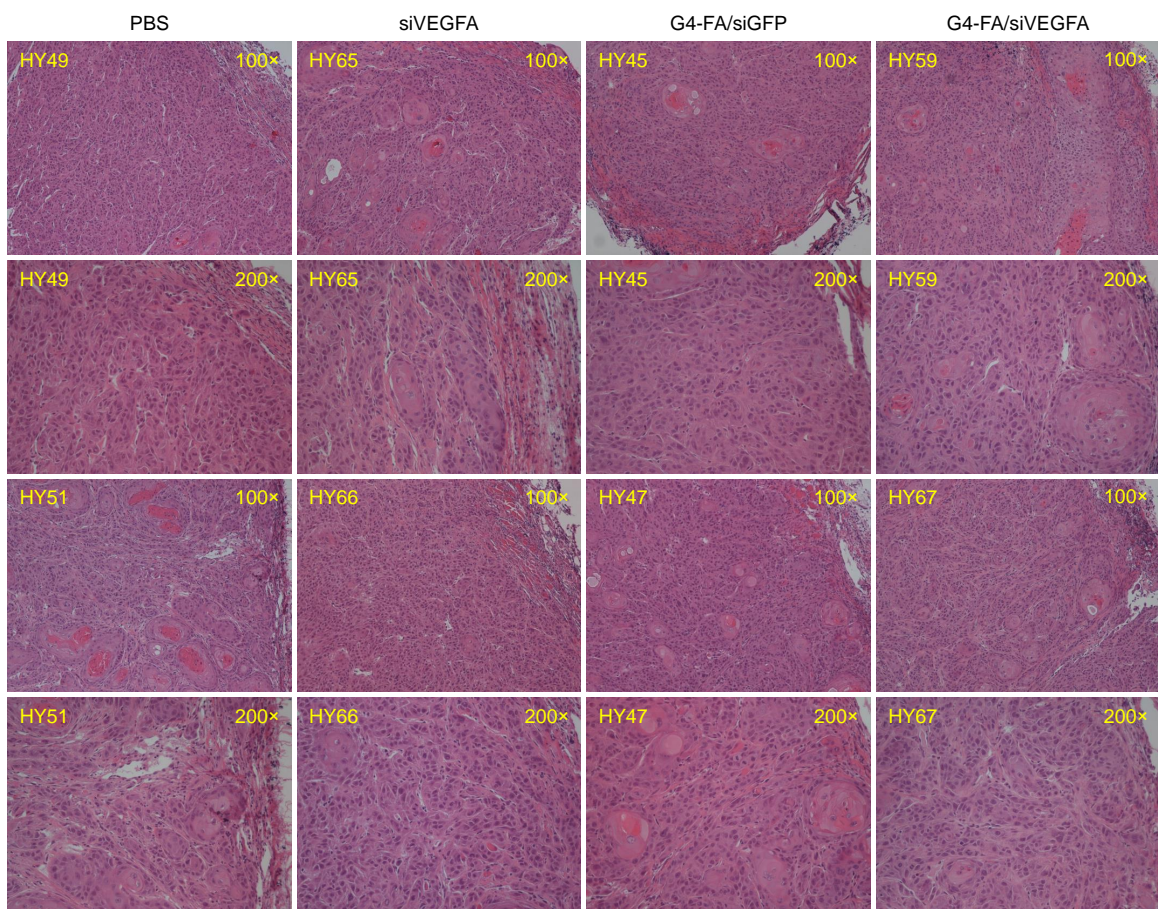 PBS siVEGFA G4-FA/siGFP G4-FA/siVEGFA
HY49 100× HY65 100× HY45 100× HY59 100×
HY49 200× HY65 200× HY45 200× HY59 200×
HY51 100× HY66 100× HY47 100× HY67 100×
HY51 200× HY66 200× HY47 200× HY67 200×